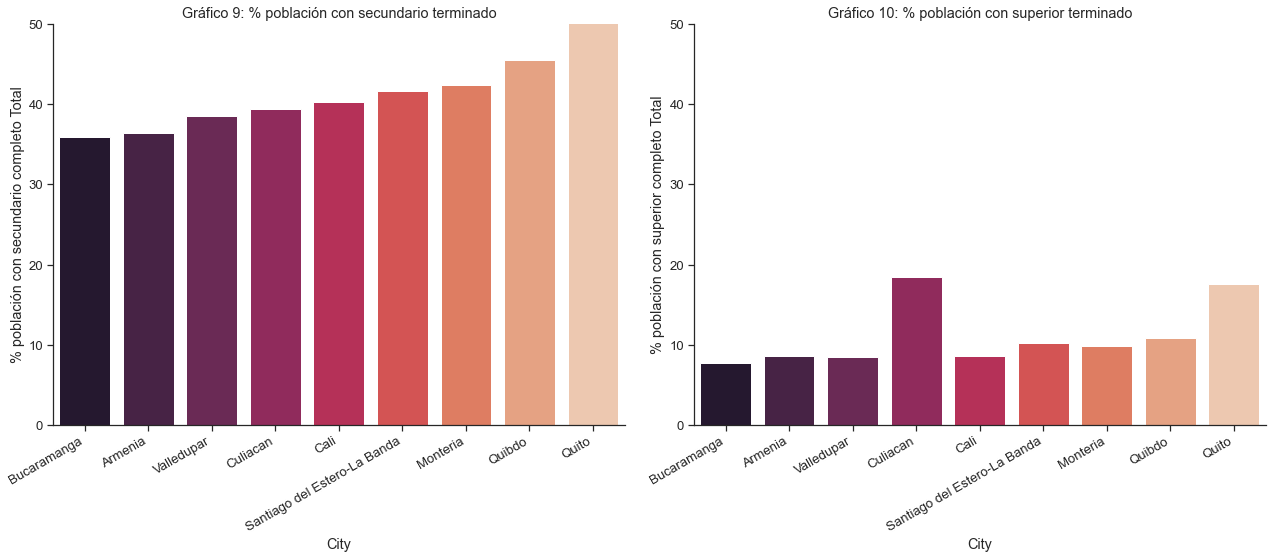 Gráfico 9: % población con secundario terminado
% población con secundario completo Total
50
40
30
20
10
0
Bucaramanga
Armenia
Valledupar
Culiacan
Cali
Santiago del Estero-La Banda
Monteria
Quibdo
Quito
City
Gráfico 10: % población con superior terminado
% población con superior completo Total
50
40
30
20
10
0
Bucaramanga
Armenia
Valledupar
Culiacan
Cali
Santiago del Estero-La Banda
Monteria
Quibdo
Quito
City